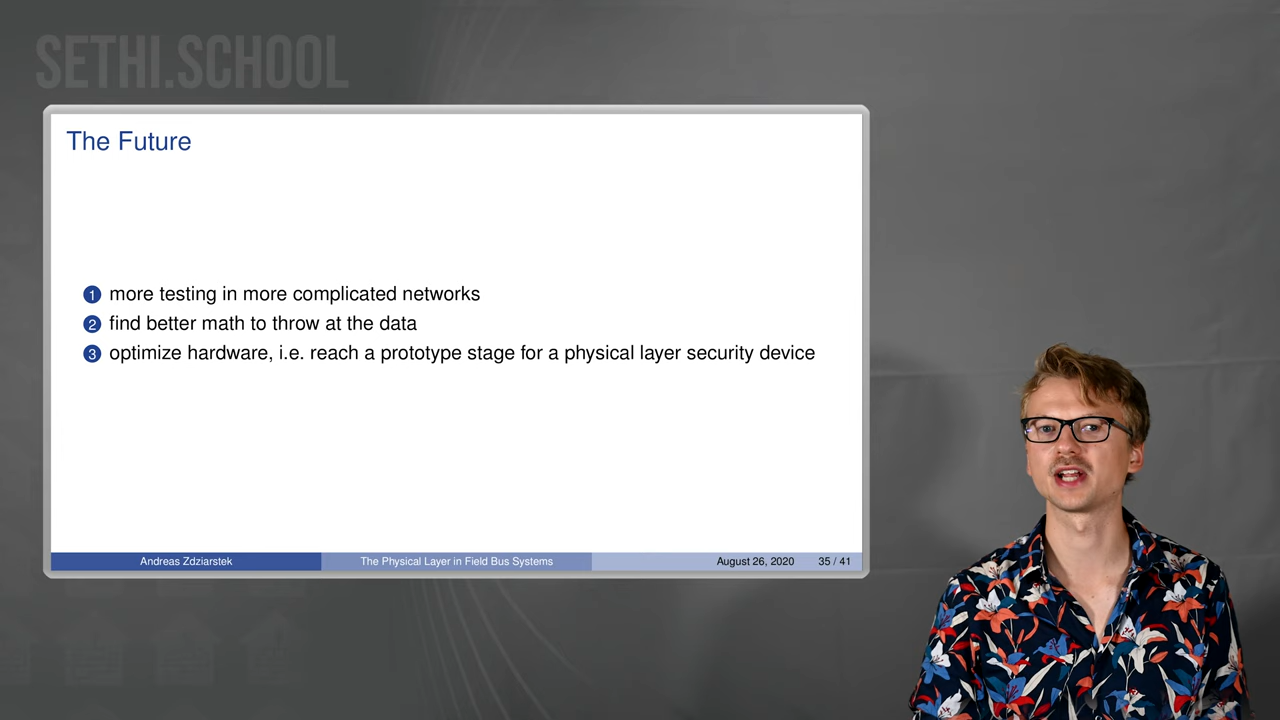 SETHI.SCHOOL
The Future
1 more testing in more complicated networks
2 find better math to throw at the data
3 optimize hardware, i.e. reach a prototype stage for a physical layer security device
Andreas Zdziarstek The Physical Layer in Field Bus Systems August 26, 2020 35 / 41